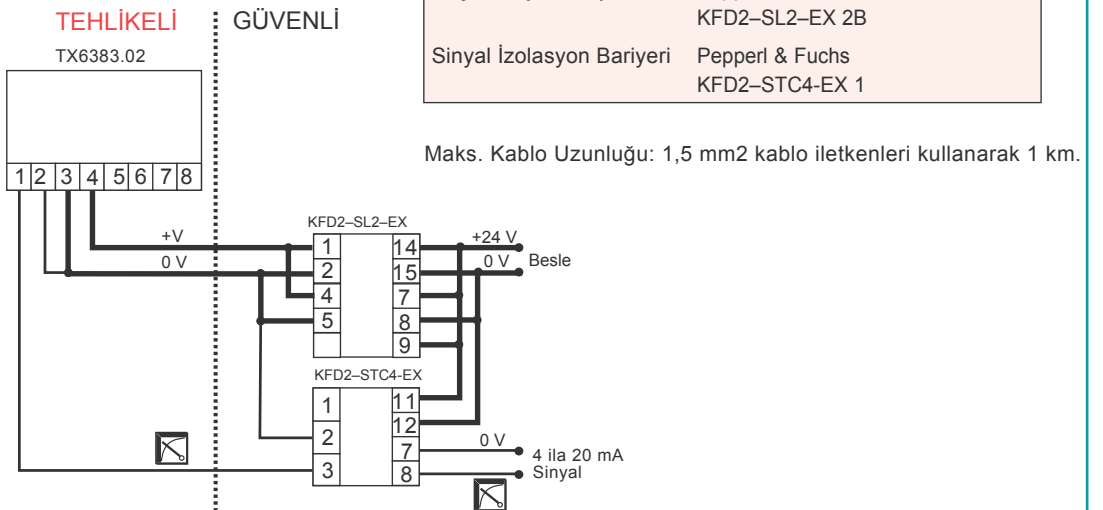 KFD2–SL2–EX 2B
Sinyal İzolasyon Bariyeri Pepperl & Fuchs
KFD2–STC4-EX 1
TEHLİKELİ GÜVENLİ
TX6383.02
Maks. Kablo Uzunluğu: 1,5 mm2 kablo iletkenleri kullanarak 1 km.
1 2 3 4 5 6 7 8
KFD2–SL2–EX
+V 1 14 +24 V
0 V 2 15 0 V Besle
4 7
5 8
9
KFD2–STC4-EX
1 11
2 12
7 0 V 4 ila 20 mA
3 8 Sinyal